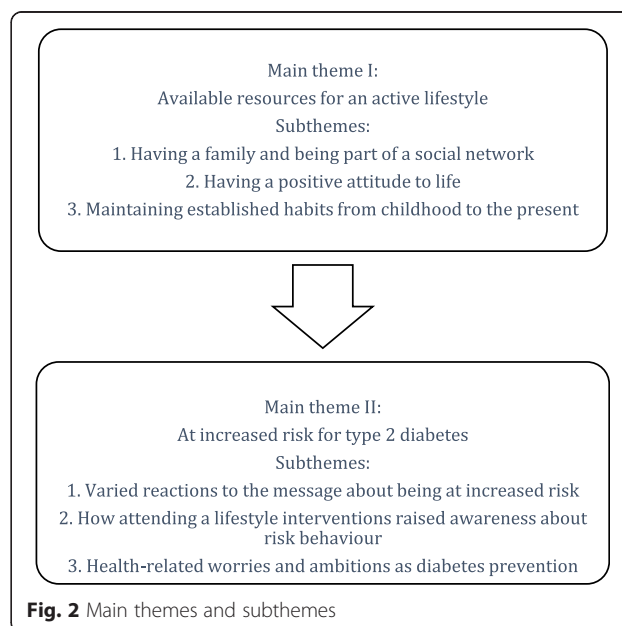 Main theme I:
Available resources for an active lifestyle
Subthemes:
1. Having a family and being part of a social network
2. Having a positive attitude to life
3. Maintaining established habits from childhood to the present
Main theme II:
At increased risk for type 2 diabetes
Subthemes:
1. Varied reactions to the message about being at increased risk
2. How attending a lifestyle interventions raised awareness about
risk behaviour
3. Health-related worries and ambitions as diabetes prevention
Fig. 2 Main themes and subthemes